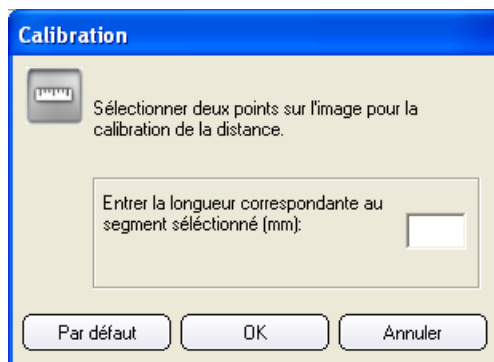 Calibration
Sélectionner deux points sur l'image pour la
calibration de la distance.
Entrer la longueur correspondante au
segment séléctionné (mm):
Par défaut
OK
Annuler